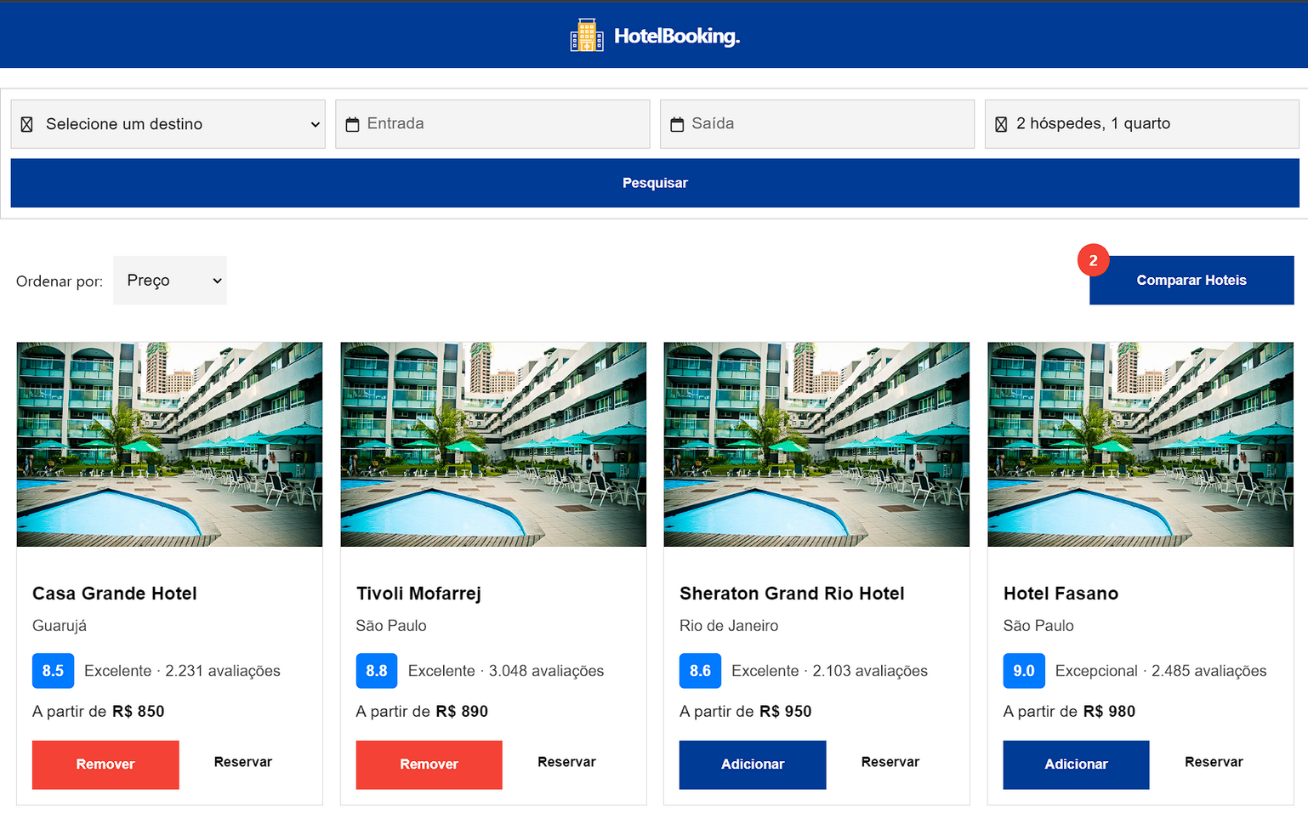 HotelBooking.
Selecione um destino
Entrada
Saída
2 hóspedes, 1 quarto
Pesquisar
Ordenar por:
Preço
2
Comparar Hoteis
Casa Grande Hotel
Guarujá
8.5 Excelente · 2.231 avaliações
A partir de R$ 850
Remover
Reservar
Tivoli Mofarrej
São Paulo
8.8 Excelente · 3.048 avaliações
A partir de R$ 890
Remover
Reservar
Sheraton Grand Rio Hotel
Rio de Janeiro
8.6 Excelente · 2.103 avaliações
A partir de R$ 950
Adicionar
Reservar
Hotel Fasano
São Paulo
9.0 Excepcional · 2.485 avaliações
A partir de R$ 980
Adicionar
Reservar